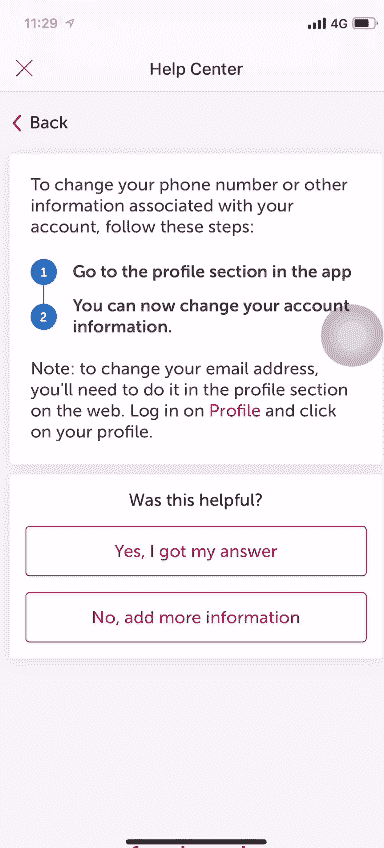 11:29
4G
Help Center
Back
To change your phone number or other
information associated with your
account, follow these steps:
1 Go to the profile section in the app
2 You can now change your account
information.
Note: to change your email address,
you'll need to do it in the profile section
on the web. Log in on Profile and click
on your profile.
Was this helpful?
Yes, I got my answer
No, add more information